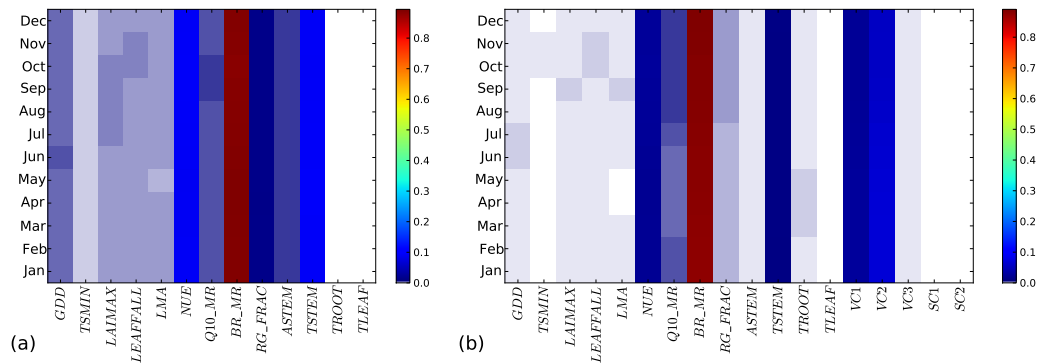 Dec
Nov
Oct
Sep
Aug
Jul
Jun
May
Apr
Mar
Feb
Jan
GDD
TSMIN
LAIMAX
LEAFFALL
LMA
NUE
Q10_MR
BR_MR
RG_FRAC
ASTEM
TSTEM
TROOT
TLEAF
0.8
0.7
0.6
0.5
0.4
0.3
0.2
0.1
0.0
(a)
Dec
Nov
Oct
Sep
Aug
Jul
Jun
May
Apr
Mar
Feb
Jan
GDD
TSMIN
LAIMAX
LEAFFALL
LMA
NUE
Q10_MR
BR_MR
RG_FRAC
ASTEM
TSTEM
TROOT
TLEAF
VC1
VC2
VC3
SC1
SC2
0.8
0.7
0.6
0.5
0.4
0.3
0.2
0.1
0.0
(b)